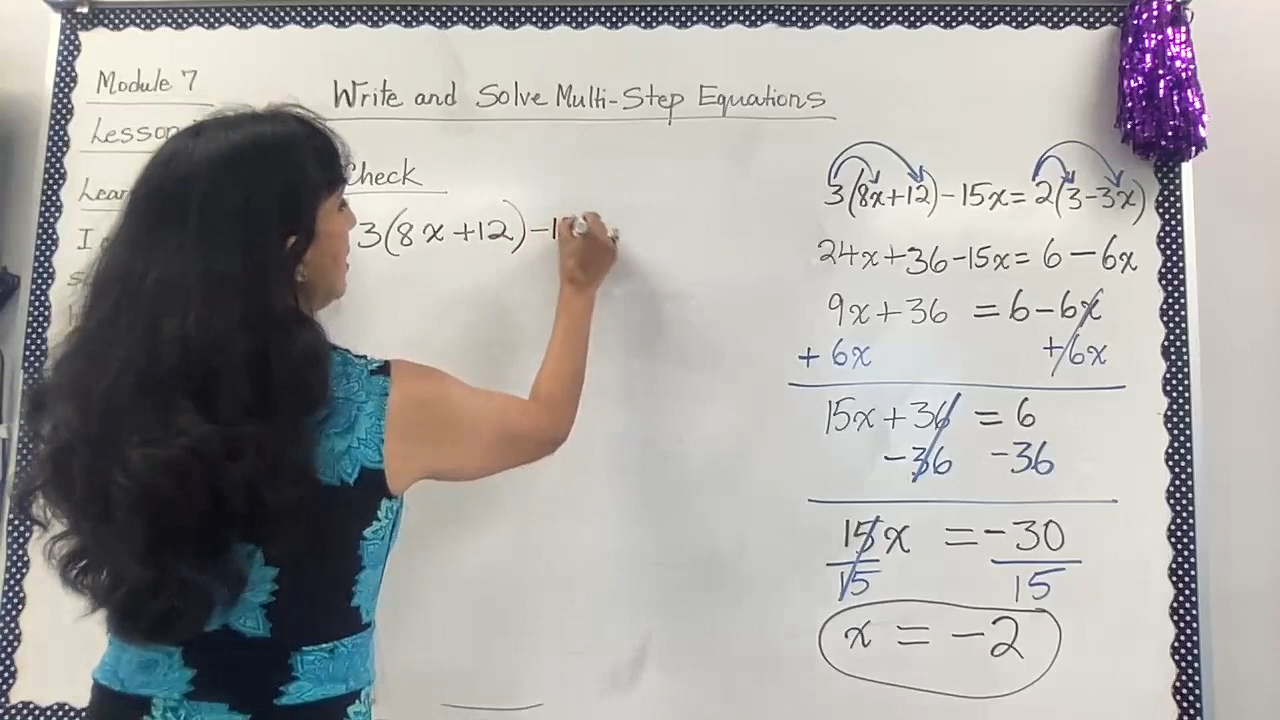 Module 7
Write and Solve Multi-Step Equations
Lesson
Check
3(8x+12)-1
3(8x+12)-15x=2(3-3x)
24x+36-15x=6-6x
9x+36 =6-6x
+6x +6x
15x+36 =6
-36 -36
15x =-30
15 15
x = -2